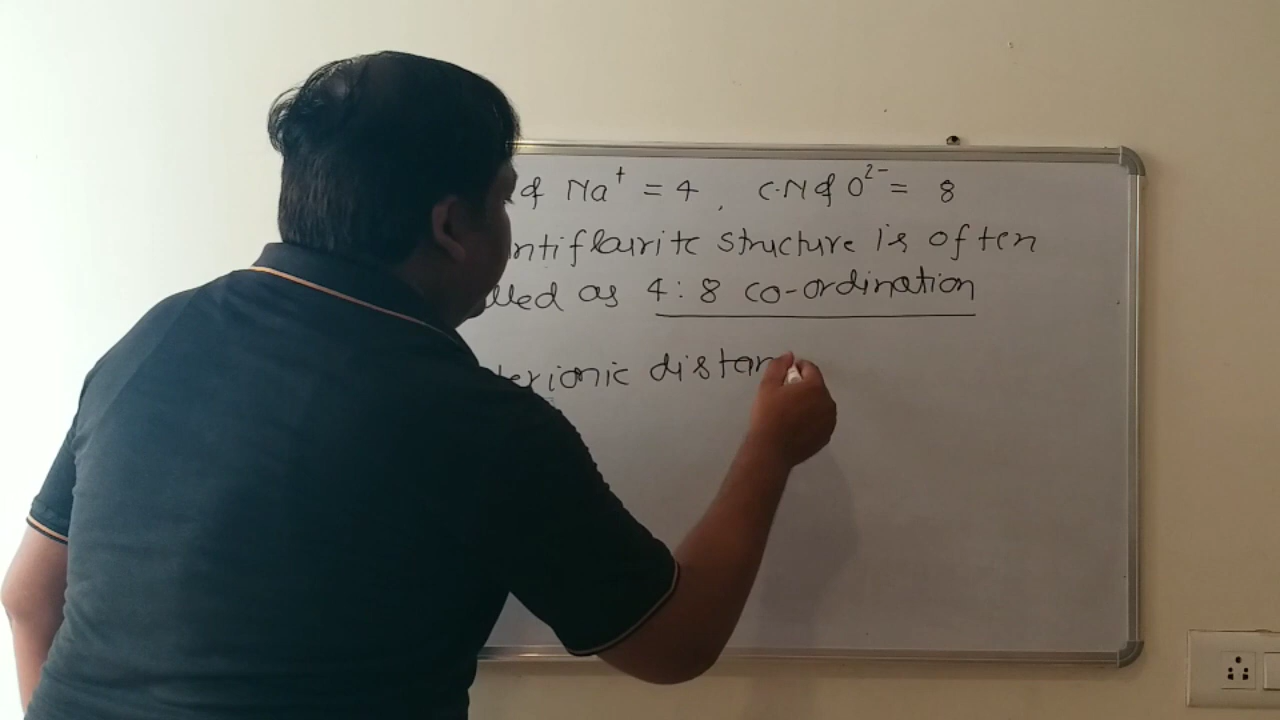 of Na⁺ = 4, C.N of O²⁻ = 8
ntiflourite structure is often
lled as 4:8 co-ordination
terionic distan